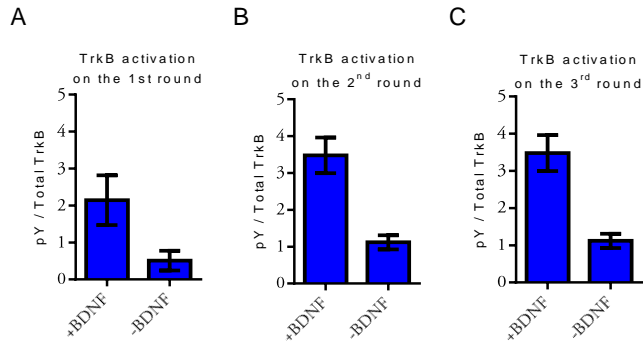 A
TrkB activation
on the 1st round
pY / Total TrkB
5
4
3
2
1
0
+BDNF
-BDNF
B
TrkB activation
on the 2nd round
pY / Total TrkB
5
4
3
2
1
0
+BDNF
-BDNF
C
TrkB activation
on the 3rd round
pY / Total TrkB
5
4
3
2
1
0
+BDNF
-BDNF